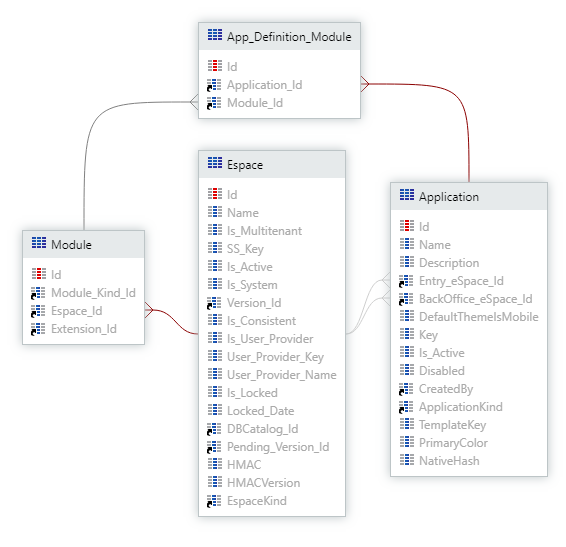 App_Definition_Module
Id
Application_Id
Module_Id
Espace
Id
Name
Is_Multitenant
SS_Key
Is_Active
Is_System
Version_Id
Is_Consistent
Is_User_Provider
User_Provider_Key
User_Provider_Name
Is_Locked
Locked_Date
DBCatalog_Id
Pending_Version_Id
HMAC
HMACVersion
EspaceKind
Application
Id
Name
Description
Entry_eSpace_Id
BackOffice_eSpace_Id
DefaultThemeIsMobile
Key
Is_Active
Disabled
CreatedBy
ApplicationKind
TemplateKey
PrimaryColor
NativeHash
Module
Id
Module_Kind_Id
Espace_Id
Extension_Id